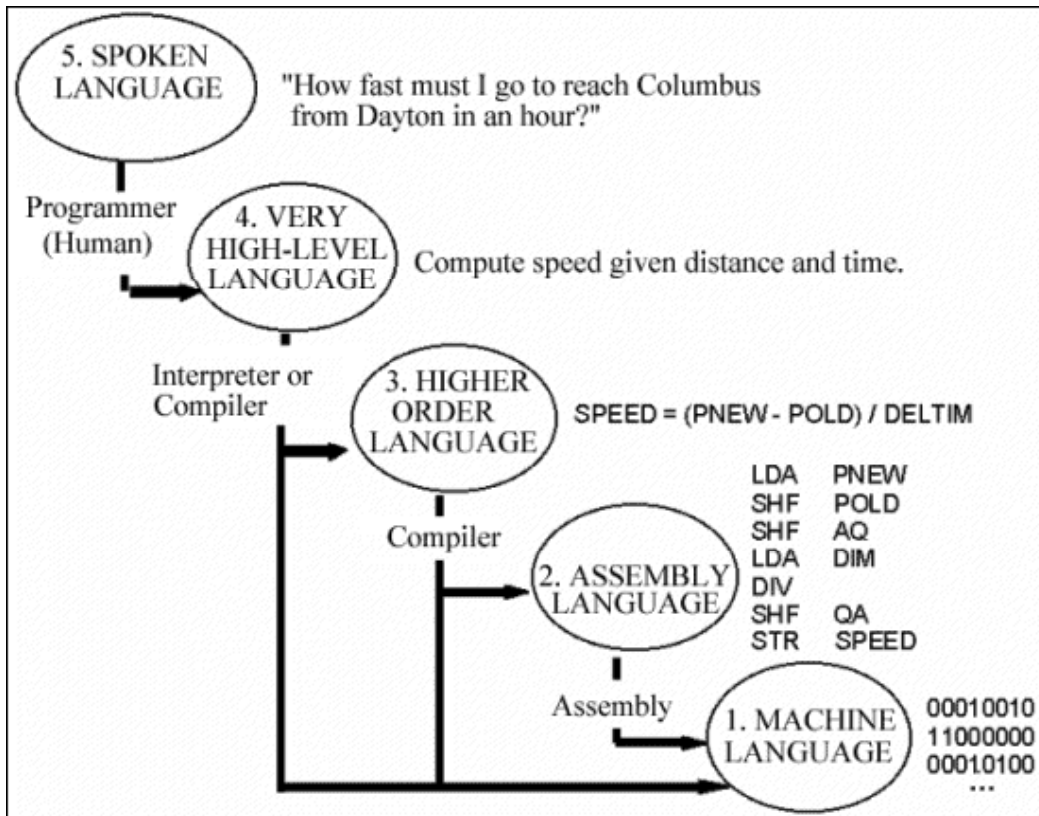 5. SPOKEN
LANGUAGE
"How fast must I go to reach Columbus
from Dayton in an hour?"
Programmer
(Human)
4. VERY
HIGH-LEVEL
LANGUAGE
Compute speed given distance and time.
Interpreter or
Compiler
3. HIGHER
ORDER
LANGUAGE
SPEED = (PNEW - POLD) / DELTIM
Compiler
2. ASSEMBLY
LANGUAGE
LDA PNEW
SHF POLD
SHF AQ
LDA DIM
DIV
SHF QA
STR SPEED
Assembly
1. MACHINE
LANGUAGE
00010010
11000000
00010100
...